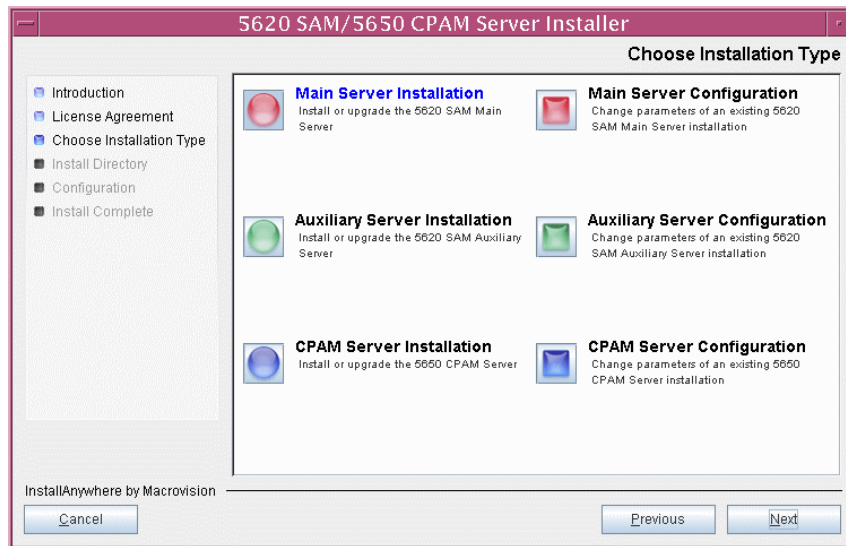 5620 SAM/5650 CPAM Server Installer
Choose Installation Type
Introduction
License Agreement
Choose Installation Type
Install Directory
Configuration
Install Complete
Main Server Installation
Install or upgrade the 5620 SAM Main
Server
Main Server Configuration
Change parameters of an existing 5620
SAM Main Server installation
Auxiliary Server Installation
Install or upgrade the 5620 SAM Auxiliary
Server
Auxiliary Server Configuration
Change parameters of an existing 5620
SAM Auxiliary Server installation
CPAM Server Installation
Install or upgrade the 5650 CPAM Server
CPAM Server Configuration
Change parameters of an existing 5650
CPAM Server installation
InstallAnywhere by Macrovision
Cancel
Previous
Next